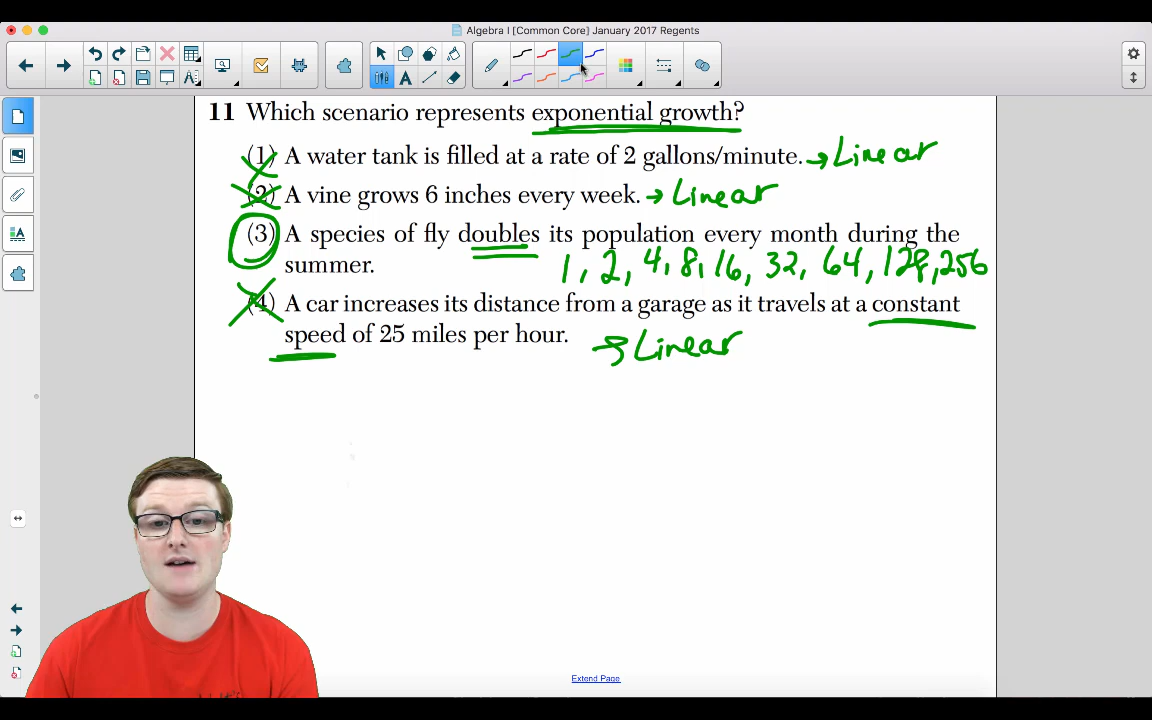 Algebra I [Common Core] January 2017 Regents
11 Which scenario represents exponential growth?
(1) A water tank is filled at a rate of 2 gallons/minute. → Linear
(2) A vine grows 6 inches every week. → Linear
(3) A species of fly doubles its population every month during the
summer. 1, 2, 4, 8, 16, 32, 64, 128, 256
(4) A car increases its distance from a garage as it travels at a constant
speed of 25 miles per hour. → Linear
Extend Page